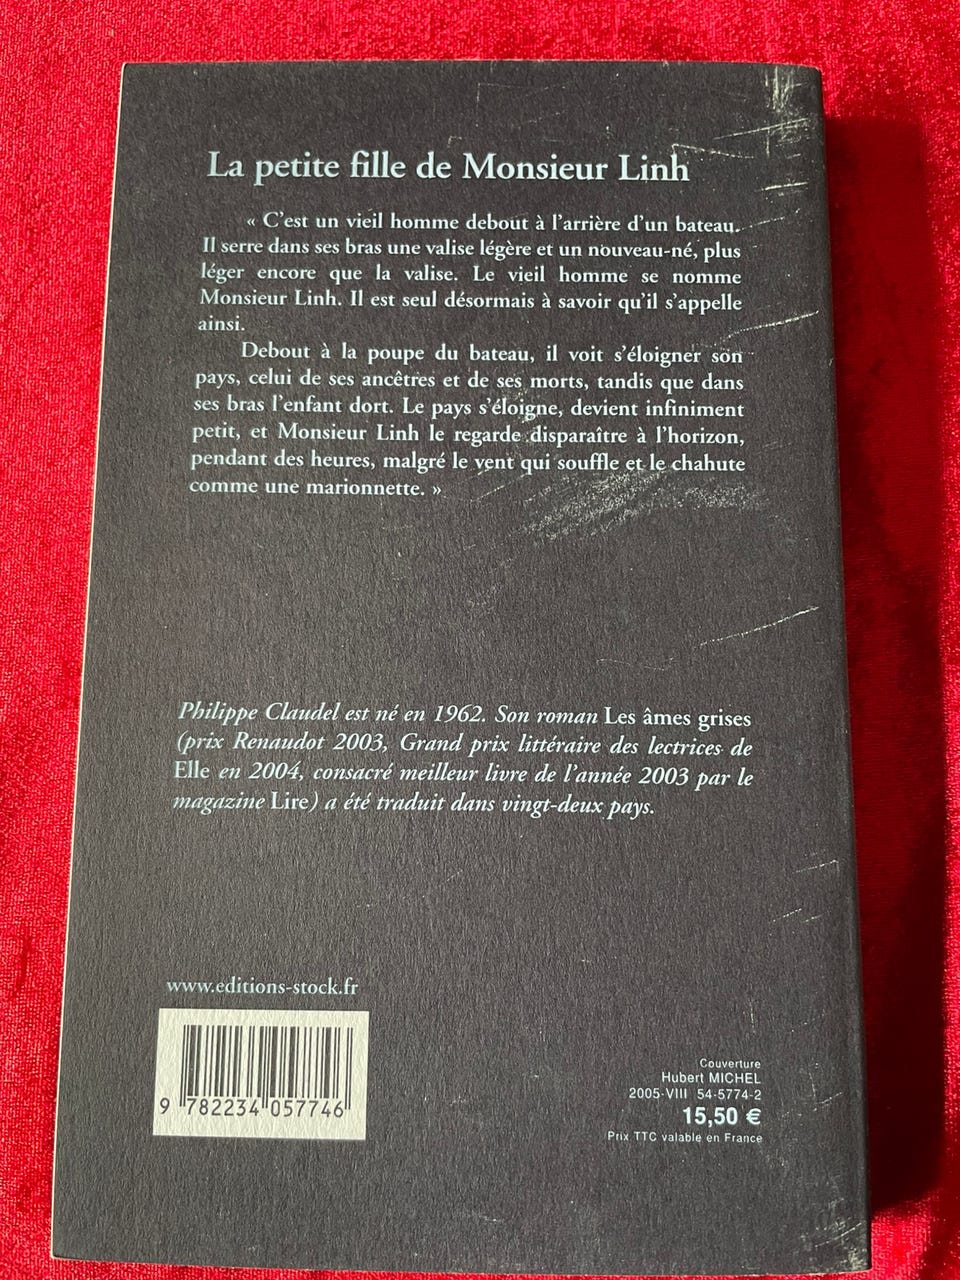 La petite fille de Monsieur Linh
« C'est un vieil homme debout à l'arrière d'un bateau.
Il serre dans ses bras une valise légère et un nouveau-né, plus
léger encore que la valise. Le vieil homme se nomme
Monsieur Linh. Il est seul désormais à savoir qu'il s'appelle
ainsi.
Debout à la poupe du bateau, il voit s'éloigner son
pays, celui de ses ancêtres et de ses morts, tandis que dans
ses bras l'enfant dort. Le pays s'éloigne, devient infiniment
petit, et Monsieur Linh le regarde disparaître à l'horizon,
pendant des heures, malgré le vent qui souffle et le chahute
comme une marionnette. »
Philippe Claudel est né en 1962. Son roman Les âmes grises
(prix Renaudot 2003, Grand prix littéraire des lectrices de
Elle en 2004, consacré meilleur livre de l'année 2003 par le
magazine Lire) a été traduit dans vingt-deux pays.
www.editions-stock.fr
9 782234 057746
Couverture
Hubert MICHEL
2005-VIII 54-5774-2
15,50 €
Prix TTC valable en France